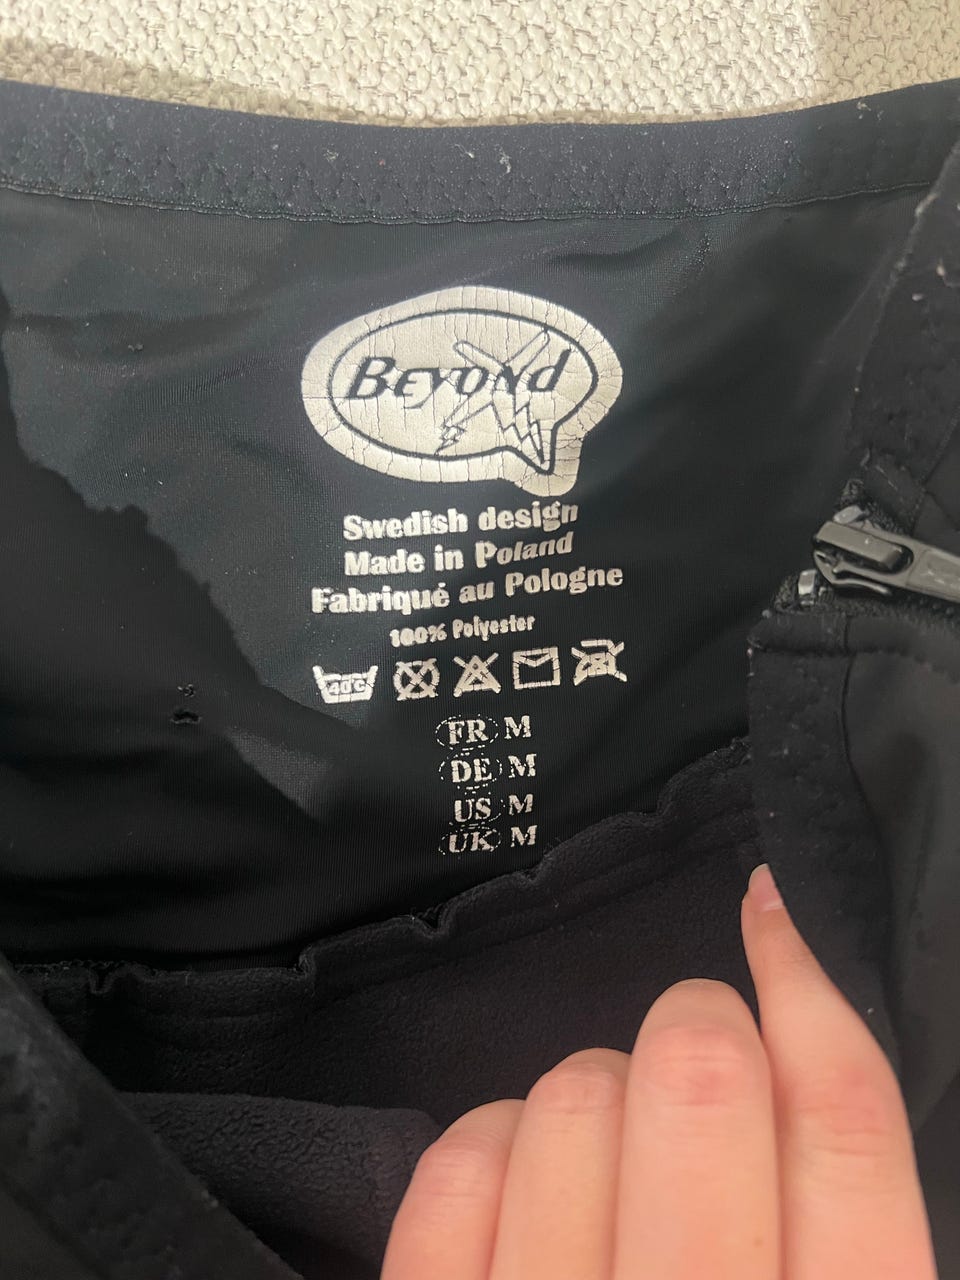 Beyond
Swedish design
Made in Poland
Fabriqué au Pologne
100% Polyester
40°C
FR M
DE M
US M
UK M